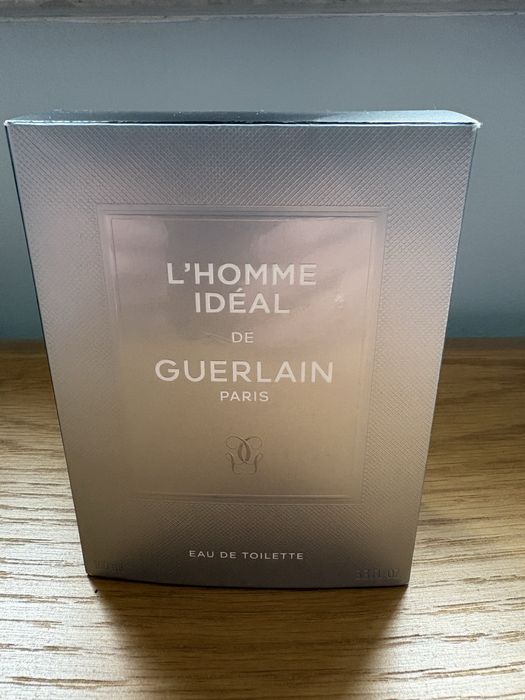 L'HOMME
IDÉAL
DE
GUERLAIN
PARIS
EAU DE TOILETTE